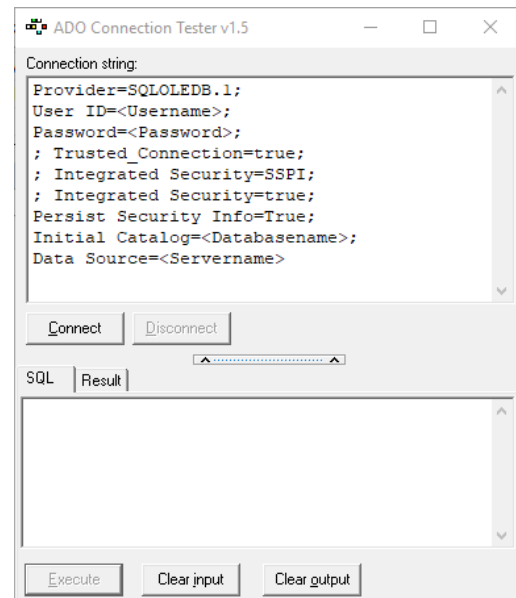 ADO Connection Tester v1.5
Connection string:
Provider=SQLOLEDB.1;
User ID=<Username>;
Password=<Password>;
; Trusted_Connection=true;
; Integrated Security=SSPI;
; Integrated Security=true;
Persist Security Info=True;
Initial Catalog=<Databasename>;
Data Source=<Servername>
Connect Disconnect
SQL Result
Execute Clear input Clear output